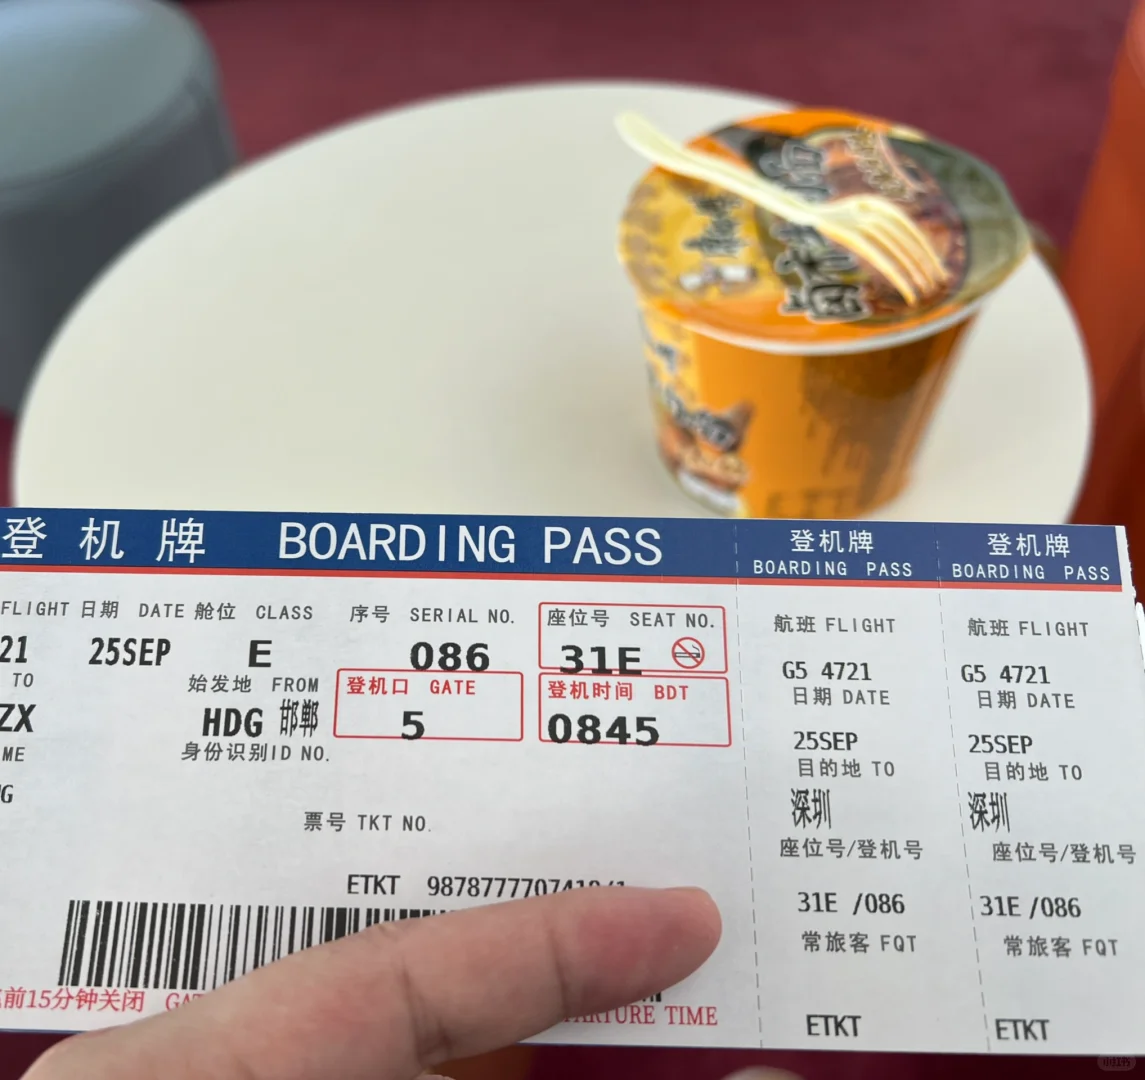 登机牌 BOARDING PASS
登机牌
BOARDING PASS
登机牌
BOARDING PASS
FLIGHT 日期 DATE 舱位 CLASS 序号 SERIAL NO. 座位号 SEAT NO.
21 25SEP E 086 31E
TO 始发地 FROM 登机口 GATE 登机时间 BDT
ZX HDG 邯郸 5 0845
ME 身份识别ID NO.
G
票号 TKT NO.
ETKT 9878777707419/1
前15分钟关闭 GAT
PARTURE TIME
航班 FLIGHT
G5 4721
日期 DATE
25SEP
目的地 TO
深圳
座位号/登机号
31E /086
常旅客 FQT
ETKT
航班 FLIGHT
G5 4721
日期 DATE
25SEP
目的地 TO
深圳
座位号/登机号
31E /086
常旅客 FQT
ETKT